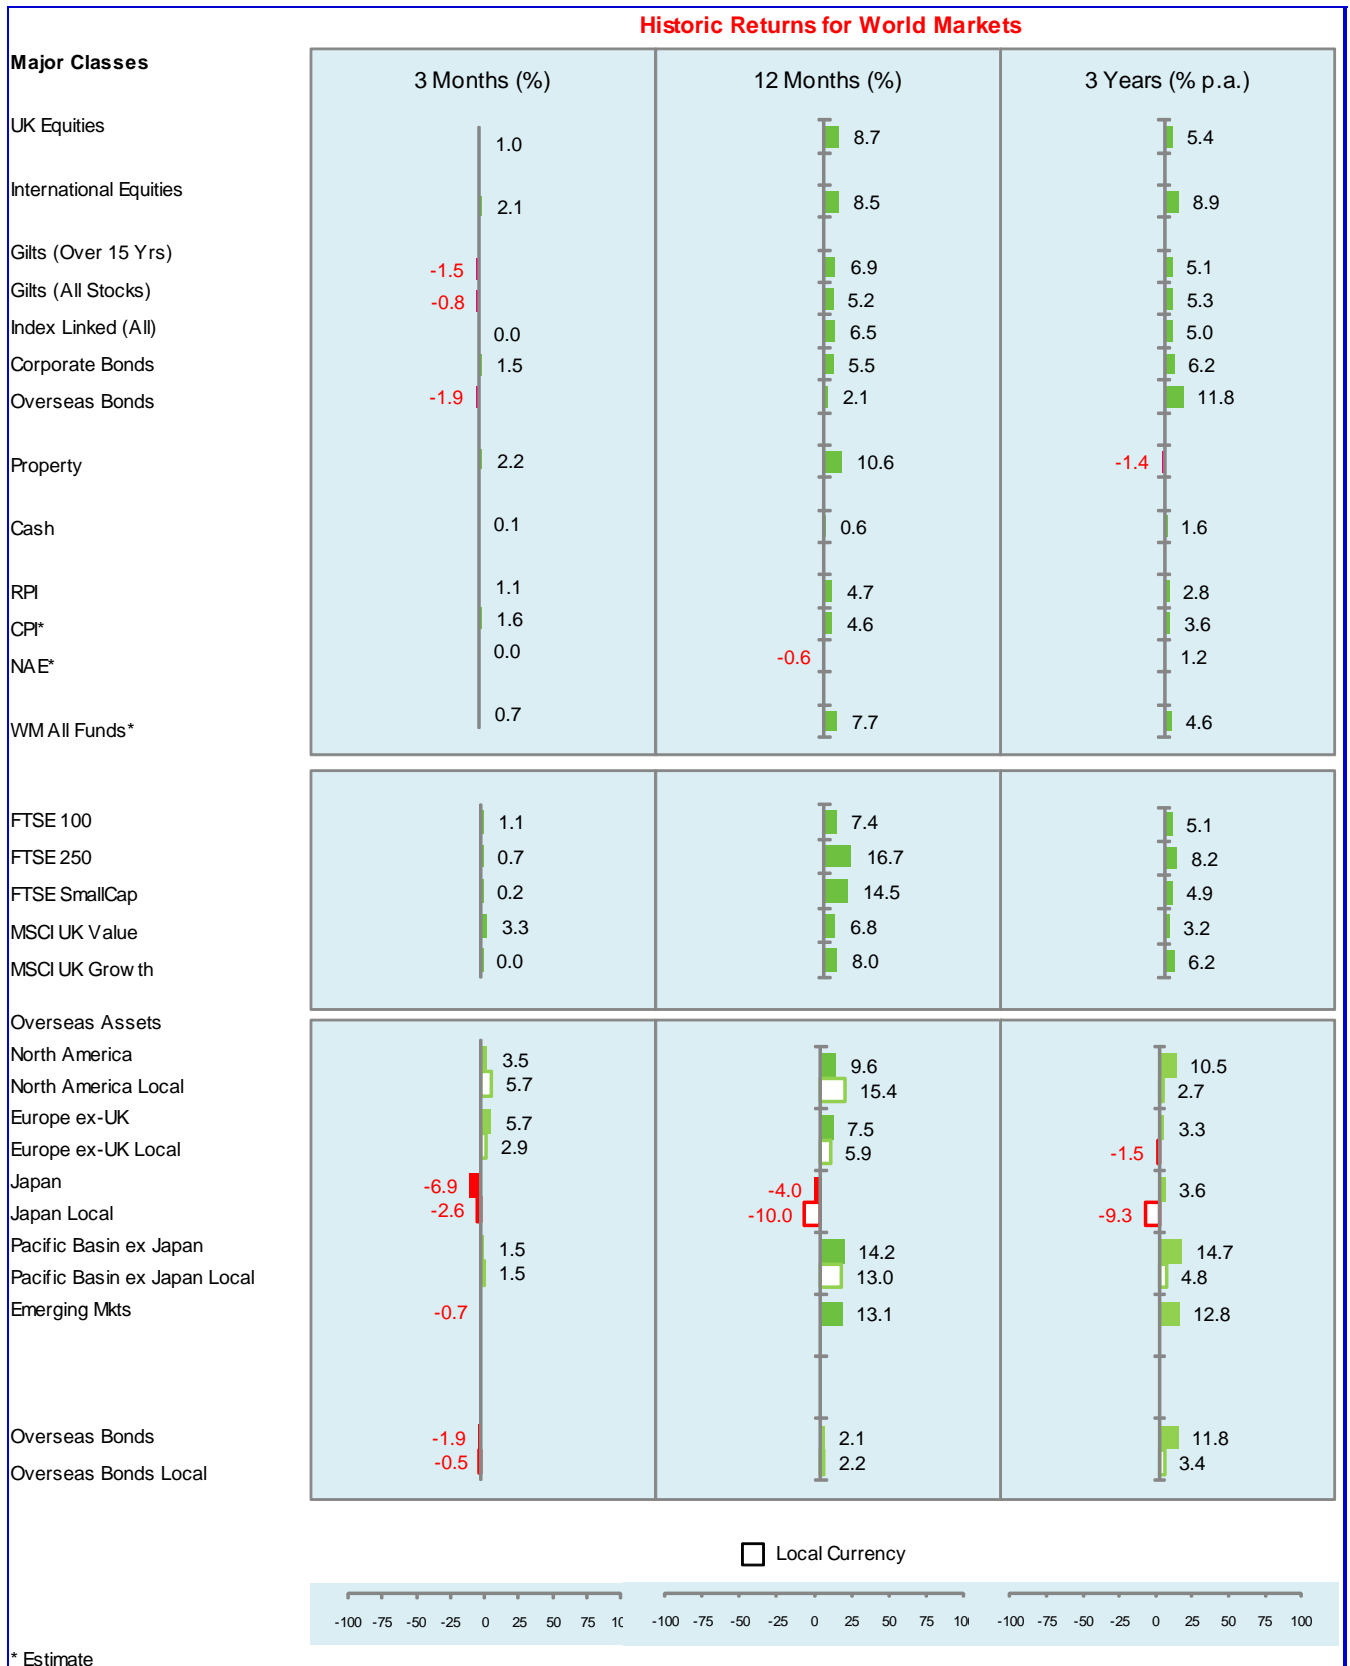 Historic Returns for World Markets
Major Classes
3 Months (%) 12 Months (%) 3 Years (% p.a.)
UK Equities 1.0 8.7 5.4
International Equities 2.1 8.5 8.9
Gilts (Over 15 Yrs) -1.5 6.9 5.1
Gilts (All Stocks) -0.8 5.2 5.3
Index Linked (All) 0.0 6.5 5.0
Corporate Bonds 1.5 5.5 6.2
Overseas Bonds -1.9 2.1 11.8
Property 2.2 10.6 -1.4
Cash 0.1 0.6 1.6
RPI 1.1 4.7 2.8
CPI* 1.6 4.6 3.6
NAE* 0.0 -0.6 1.2
WM All Funds* 0.7 7.7 4.6
FTSE 100 1.1 7.4 5.1
FTSE 250 0.7 16.7 8.2
FTSE SmallCap 0.2 14.5 4.9
MSCI UK Value 3.3 6.8 3.2
MSCI UK Growth 0.0 8.0 6.2
Overseas Assets
North America 3.5 9.6 10.5
North America Local 5.7 15.4 2.7
Europe ex-UK 5.7 7.5 3.3
Europe ex-UK Local 2.9 5.9 -1.5
Japan -6.9 -4.0 3.6
Japan Local -2.6 -10.0 -9.3
Pacific Basin ex Japan 1.5 14.2 14.7
Pacific Basin ex Japan Local 1.5 13.0 4.8
Emerging Mkts -0.7 13.1 12.8
Overseas Bonds -1.9 2.1 11.8
Overseas Bonds Local -0.5 2.2 3.4
Local Currency
-100 -75 -50 -25 0 25 50 75 10 -100 -75 -50 -25 0 25 50 75 10 -100 -75 -50 -25 0 25 50 75 100
* Estimate